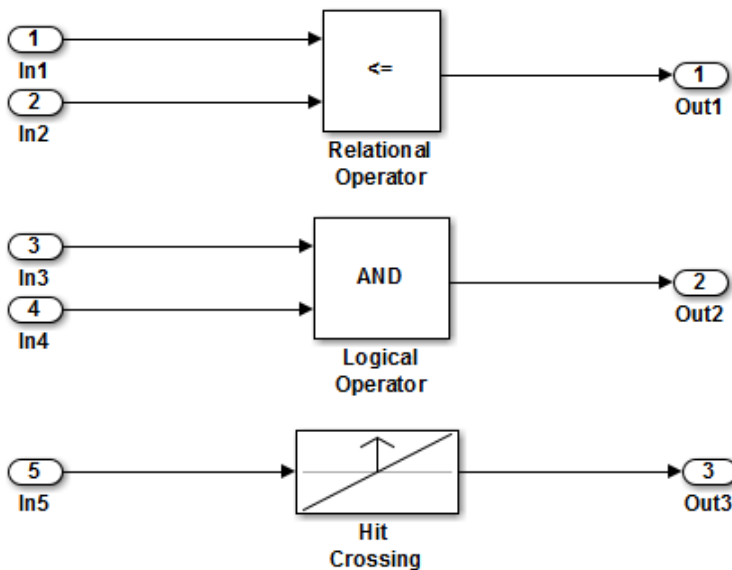 1
In1
2
In2
<=
Relational
Operator
1
Out1
3
In3
4
In4
AND
Logical
Operator
2
Out2
5
In5
Hit
Crossing
3
Out3